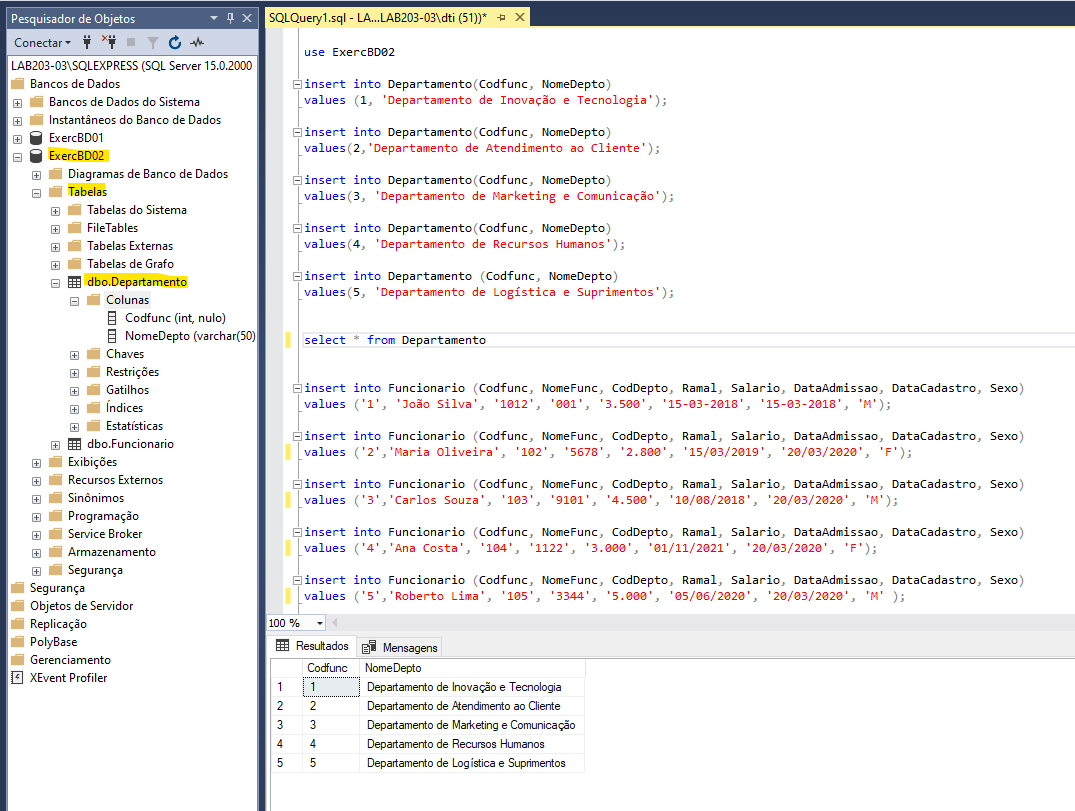 Pesquisador de Objetos
Conectar
LAB203-03\SQLEXPRESS (SQL Server 15.0.2000
Bancos de Dados
Bancos de Dados do Sistema
Instantâneos do Banco de Dados
ExercBD01
ExercBD02
Diagramas de Banco de Dados
Tabelas
Tabelas do Sistema
FileTables
Tabelas Externas
Tabelas de Grafo
dbo.Departamento
Colunas
Codfunc (int, nulo)
NomeDepto (varchar(50)
Chaves
Restrições
Gatilhos
Índices
Estatísticas
dbo.Funcionario
Exibições
Recursos Externos
Sinônimos
Programação
Service Broker
Armazenamento
Segurança
Segurança
Objetos de Servidor
Replicação
PolyBase
Gerenciamento
XEvent Profiler
SQLQuery1.sql - LA...LAB203-03\dti (51))*
use ExercBD02
insert into Departamento(Codfunc, NomeDepto)
values (1, 'Departamento de Inovação e Tecnologia');
insert into Departamento(Codfunc, NomeDepto)
values(2,'Departamento de Atendimento ao Cliente');
insert into Departamento(Codfunc, NomeDepto)
values(3, 'Departamento de Marketing e Comunicação');
insert into Departamento(Codfunc, NomeDepto)
values(4, 'Departamento de Recursos Humanos');
insert into Departamento (Codfunc, NomeDepto)
values(5, 'Departamento de Logística e Suprimentos');
select * from Departamento
insert into Funcionario (Codfunc, NomeFunc, CodDepto, Ramal, Salario, DataAdmissao, DataCadastro, Sexo)
values ('1', 'João Silva', '1012', '001', '3.500', '15-03-2018', '15-03-2018', 'M');
insert into Funcionario (Codfunc, NomeFunc, CodDepto, Ramal, Salario, DataAdmissao, DataCadastro, Sexo)
values ('2','Maria Oliveira', '102', '5678', '2.800', '15/03/2019', '20/03/2020', 'F');
insert into Funcionario (Codfunc, NomeFunc, CodDepto, Ramal, Salario, DataAdmissao, DataCadastro, Sexo)
values ('3','Carlos Souza', '103', '9101', '4.500', '10/08/2018', '20/03/2020', 'M');
insert into Funcionario (Codfunc, NomeFunc, CodDepto, Ramal, Salario, DataAdmissao, DataCadastro, Sexo)
values ('4','Ana Costa', '104', '1122', '3.000', '01/11/2021', '20/03/2020', 'F');
insert into Funcionario (Codfunc, NomeFunc, CodDepto, Ramal, Salario, DataAdmissao, DataCadastro, Sexo)
values ('5','Roberto Lima', '105', '3344', '5.000', '05/06/2020', '20/03/2020', 'M' );
100 %
Resultados Mensagens
Codfunc NomeDepto
1 1 Departamento de Inovação e Tecnologia
2 2 Departamento de Atendimento ao Cliente
3 3 Departamento de Marketing e Comunicação
4 4 Departamento de Recursos Humanos
5 5 Departamento de Logística e Suprimentos